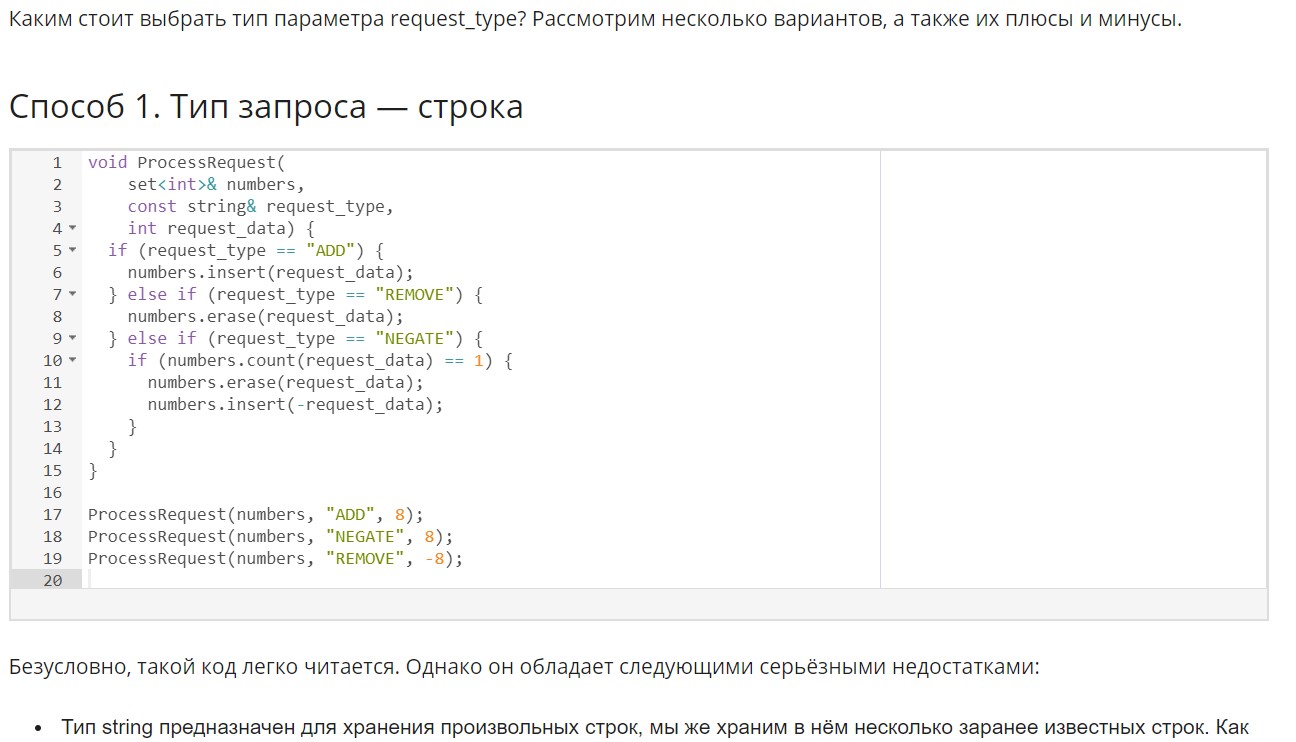 Каким стоит выбрать тип параметра request_type? Рассмотрим несколько вариантов, а также их плюсы и минусы.
Способ 1. Тип запроса — строка
1 void ProcessRequest(
2     set<int>& numbers,
3     const string& request_type,
4     int request_data) {
5   if (request_type == "ADD") {
6     numbers.insert(request_data);
7   } else if (request_type == "REMOVE") {
8     numbers.erase(request_data);
9   } else if (request_type == "NEGATE") {
10     if (numbers.count(request_data) == 1) {
11       numbers.erase(request_data);
12       numbers.insert(-request_data);
13     }
14   }
15 }
16
17 ProcessRequest(numbers, "ADD", 8);
18 ProcessRequest(numbers, "NEGATE", 8);
19 ProcessRequest(numbers, "REMOVE", -8);
20
Безусловно, такой код легко читается. Однако он обладает следующими серьёзными недостатками:
• Тип string предназначен для хранения произвольных строк, мы же храним в нём несколько заранее известных строк. Как